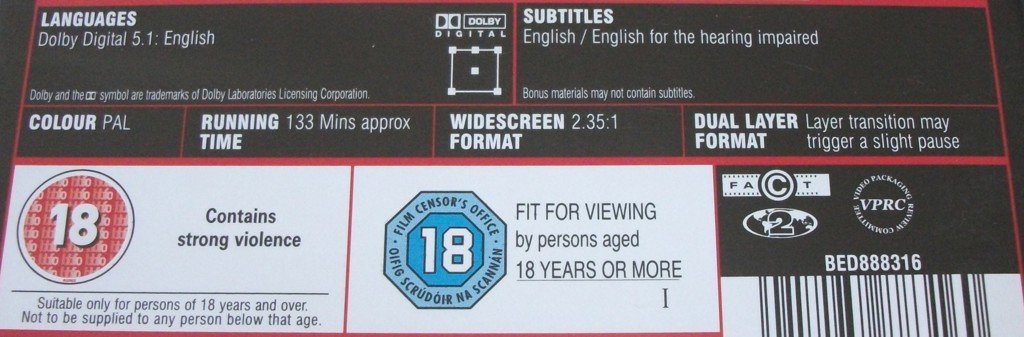 LANGUAGES
Dolby Digital 5.1: English
DOLBY
DIGITAL
Dolby and the symbol are trademarks of Dolby Laboratories Licensing Corporation.
SUBTITLES
English / English for the hearing impaired
Bonus materials may not contain subtitles.
COLOUR PAL
RUNNING 133 Mins approx
TIME
WIDESCREEN 2.35:1
FORMAT
DUAL LAYER Layer transition may
FORMAT trigger a slight pause
18
Contains
strong violence
Suitable only for persons of 18 years and over.
Not to be supplied to any person below that age.
FILM CENSOR'S OFFICE
18
OIFIG SCRÚDÓIR NA SCANNÁN
FIT FOR VIEWING
by persons aged
18 YEARS OR MORE
I
FACT
2
VIDEO PACKAGING
VPRC
REVIEW COMMITTEE
BED888316